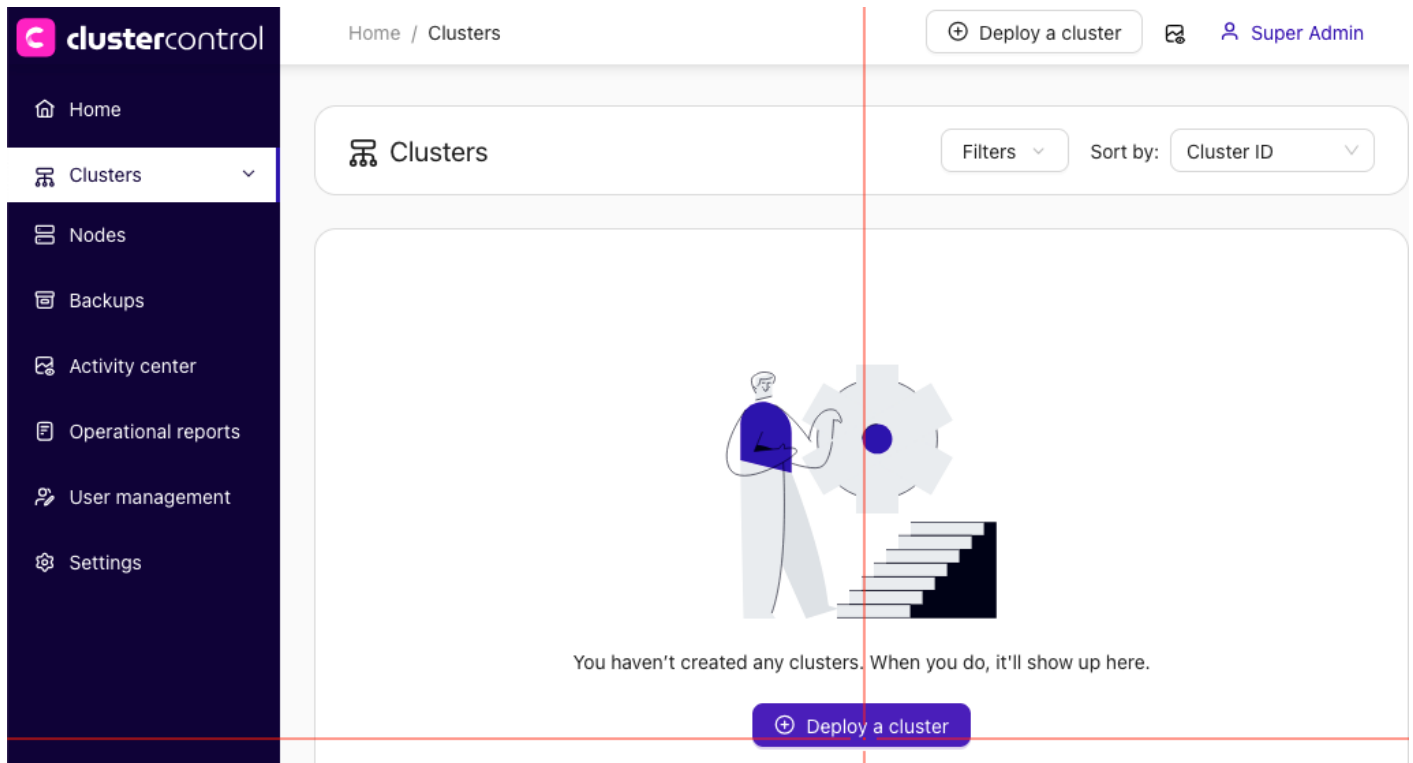 clustercontrol
Home / Clusters
Deploy a cluster
Super Admin
Home
Clusters
Nodes
Backups
Activity center
Operational reports
User management
Settings
Clusters
Filters
Sort by:
Cluster ID
You haven't created any clusters. When you do, it'll show up here.
Deploy a cluster